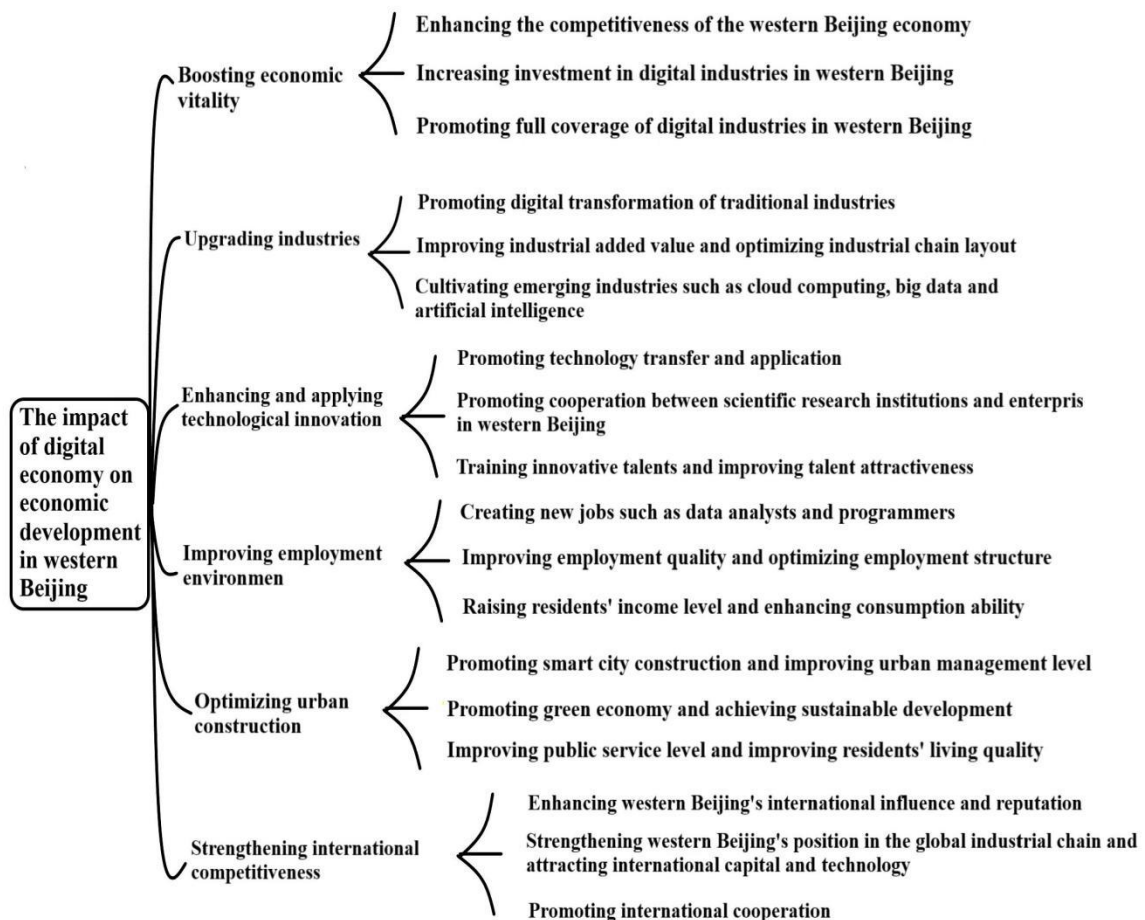 The impact
of digital
economy on
economic
development
in western
Beijing
Boosting economic
vitality
Enhancing the competitiveness of the western Beijing economy
Increasing investment in digital industries in western Beijing
Promoting full coverage of digital industries in western Beijing
Upgrading industries
Promoting digital transformation of traditional industries
Improving industrial added value and optimizing industrial chain layout
Cultivating emerging industries such as cloud computing, big data and
artificial intelligence
Enhancing and applying
technological innovation
Promoting technology transfer and application
Promoting cooperation between scientific research institutions and enterpris
in western Beijing
Training innovative talents and improving talent attractiveness
Improving employment
environmen
Creating new jobs such as data analysts and programmers
Improving employment quality and optimizing employment structure
Raising residents' income level and enhancing consumption ability
Optimizing urban
construction
Promoting smart city construction and improving urban management level
Promoting green economy and achieving sustainable development
Improving public service level and improving residents' living quality
Strengthening international
competitiveness
Enhancing western Beijing's international influence and reputation
Strengthening western Beijing's position in the global industrial chain and
attracting international capital and technology
Promoting international cooperation